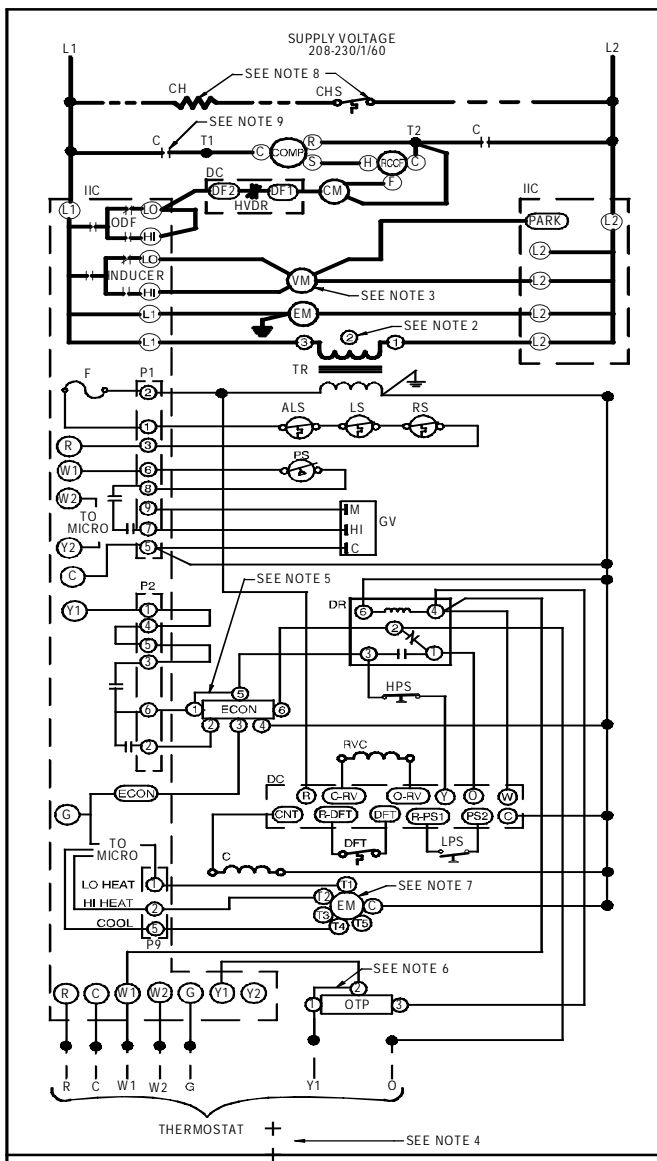 SUPPLY VOLTAGE
208-230/1/60
L1
L2
CH
SEE NOTE 8
CHS
SEE NOTE 9
C
T1
C
COMP
R
S
H
RCCF
C
T2
C
F
DC
DF2
DF1
HVDR
CM
IIC
IIC
L1
LO
ODF
HI
PARK
L2
LO
INDUCER
HI
VM
L2
L2
SEE NOTE 3
L1
EM
L2
SEE NOTE 2
L1
3
2
1
L2
TR
F
P1
2
1
ALS
LS
RS
R
3
W1
6
PS
8
W2
TO
MICRO
9
M
7
HI
GV
Y2
5
C
C
SEE NOTE 5
P2
DR
6
4
2
3
1
Y1
1
4
5
3
6
2
5
1
ECON
6
2
3
4
HPS
RVC
DC
R
C-RV
O-RV
Y
O
W
CNT
R-DFT
DFT
R-PS1
PS2
C
ECON
G
DFT
LPS
TO
MICRO
C
SEE NOTE 7
LO HEAT
1
T1
HI HEAT
2
T2
EM
C
T3
T4
T5
COOL
5
P9
SEE NOTE 6
R
C
W1
W2
G
Y1
Y2
1
2
OTP
3
R
C
W1
W2
G
Y1
O
THERMOSTAT
SEE NOTE 4